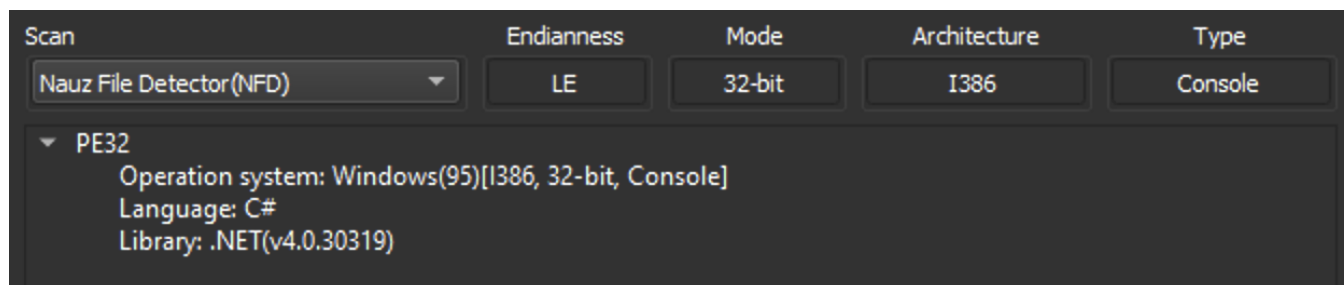 Scan Endianness Mode Architecture Type
Nauz File Detector(NFD) LE 32-bit I386 Console
PE32
Operation system: Windows(95)[I386, 32-bit, Console]
Language: C#
Library: .NET(v4.0.30319)